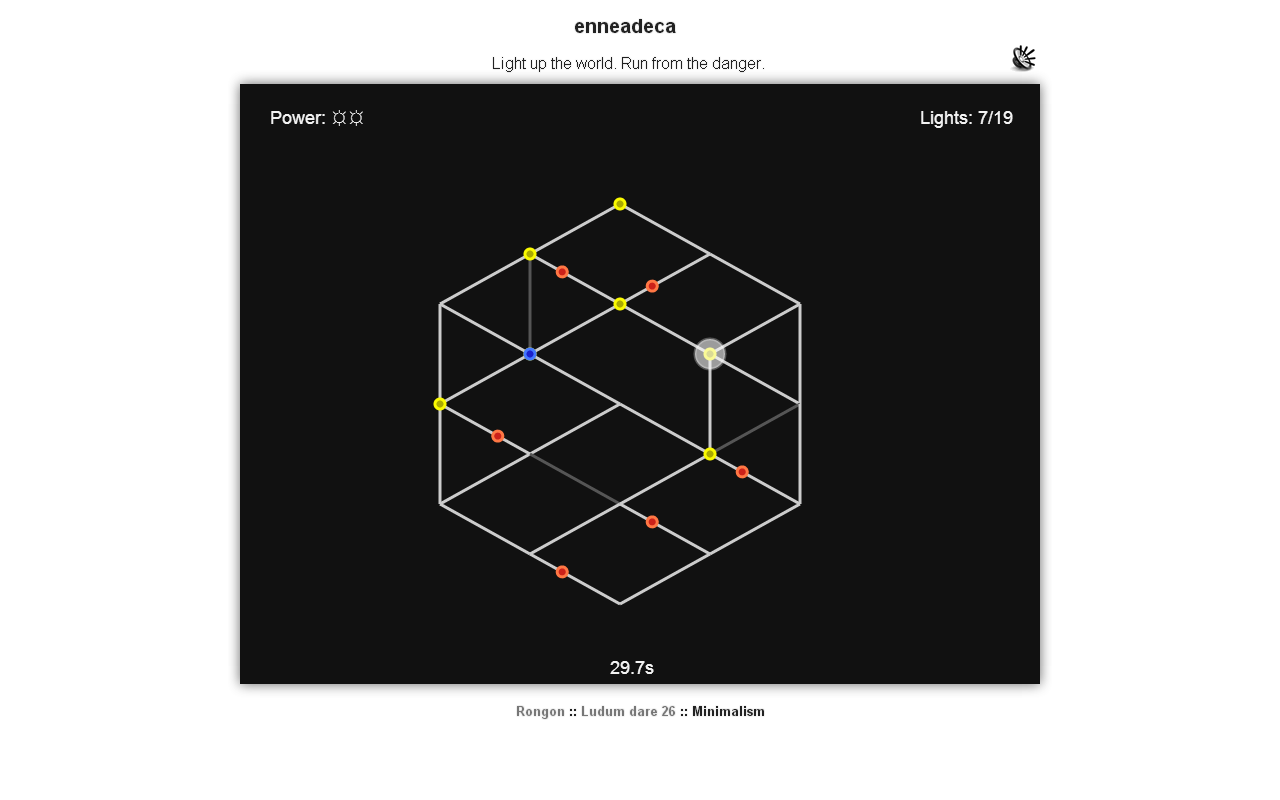 enneadeca
Light up the world. Run from the danger.
Power: ☼☼
Lights: 7/19
29.7s
Rongon :: Ludum dare 26 :: Minimalism